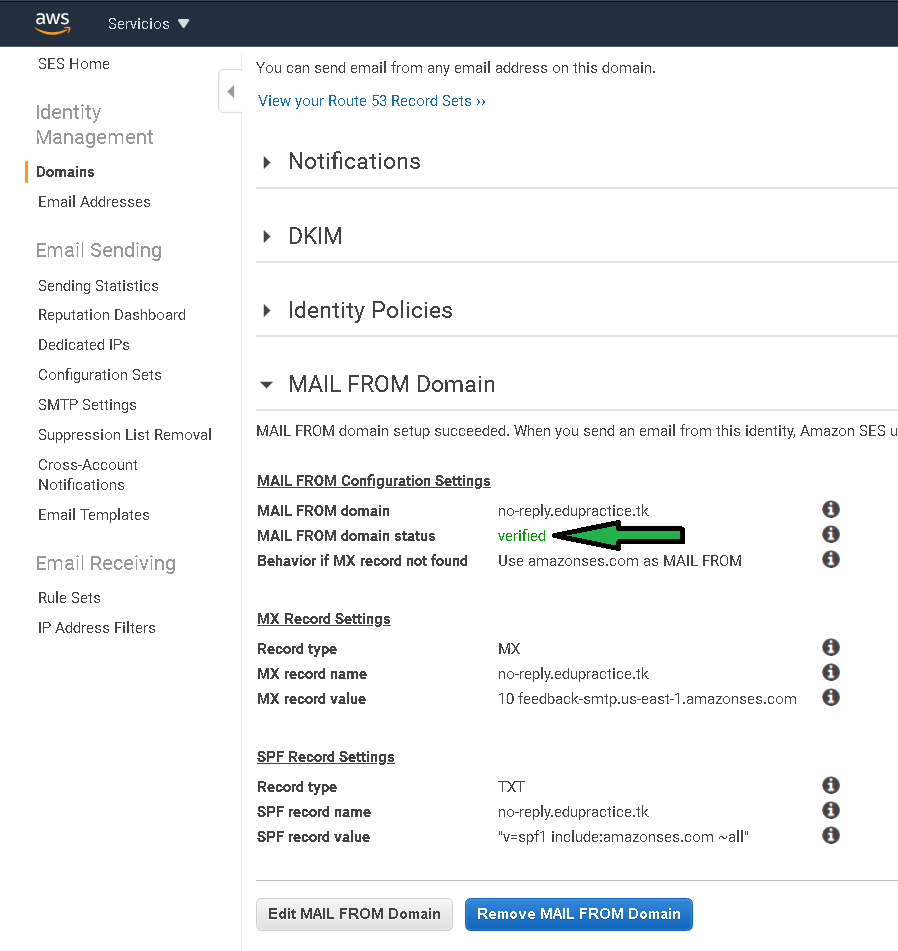 aws
Servicios
SES Home
Identity
Management
Domains
Email Addresses
Email Sending
Sending Statistics
Reputation Dashboard
Dedicated IPs
Configuration Sets
SMTP Settings
Suppression List Removal
Cross-Account
Notifications
Email Templates
Email Receiving
Rule Sets
IP Address Filters
You can send email from any email address on this domain.
View your Route 53 Record Sets ››
Notifications
DKIM
Identity Policies
MAIL FROM Domain
MAIL FROM domain setup succeeded. When you send an email from this identity, Amazon SES u
MAIL FROM Configuration Settings
MAIL FROM domain no-reply.edupractice.tk
MAIL FROM domain status verified
Behavior if MX record not found Use amazonses.com as MAIL FROM
MX Record Settings
Record type MX
MX record name no-reply.edupractice.tk
MX record value 10 feedback-smtp.us-east-1.amazonses.com
SPF Record Settings
Record type TXT
SPF record name no-reply.edupractice.tk
SPF record value "v=spf1 include:amazonses.com ~all"
Edit MAIL FROM Domain
Remove MAIL FROM Domain